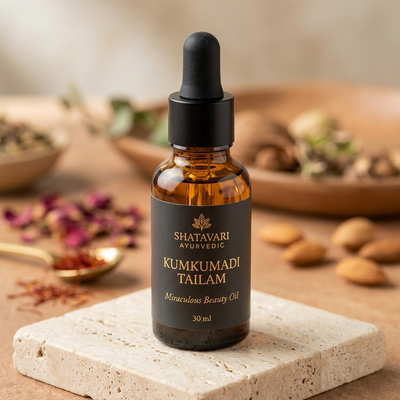 SHATAVARI
AYURVEDIC
KUMKUMADI
TAILAM
Miraculous Beauty Oil
30 ml